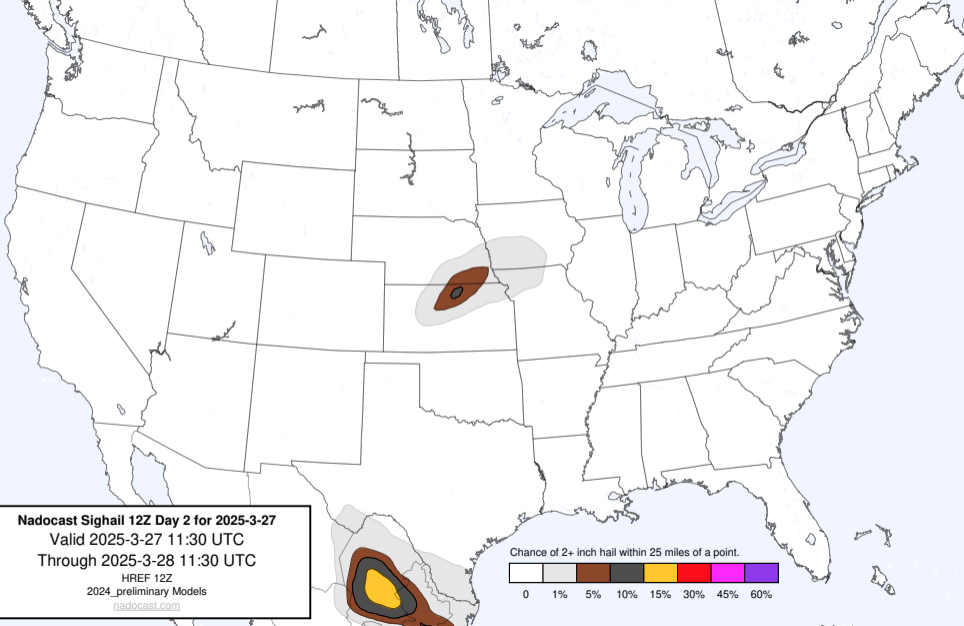 Nadocast Sighail 12Z Day 2 for 2025-3-27
Valid 2025-3-27 11:30 UTC
Through 2025-3-28 11:30 UTC
HREF 12Z
2024_preliminary Models
nadocast.com
Chance of 2+ inch hail within 25 miles of a point.
0 1% 5% 10% 15% 30% 45% 60%